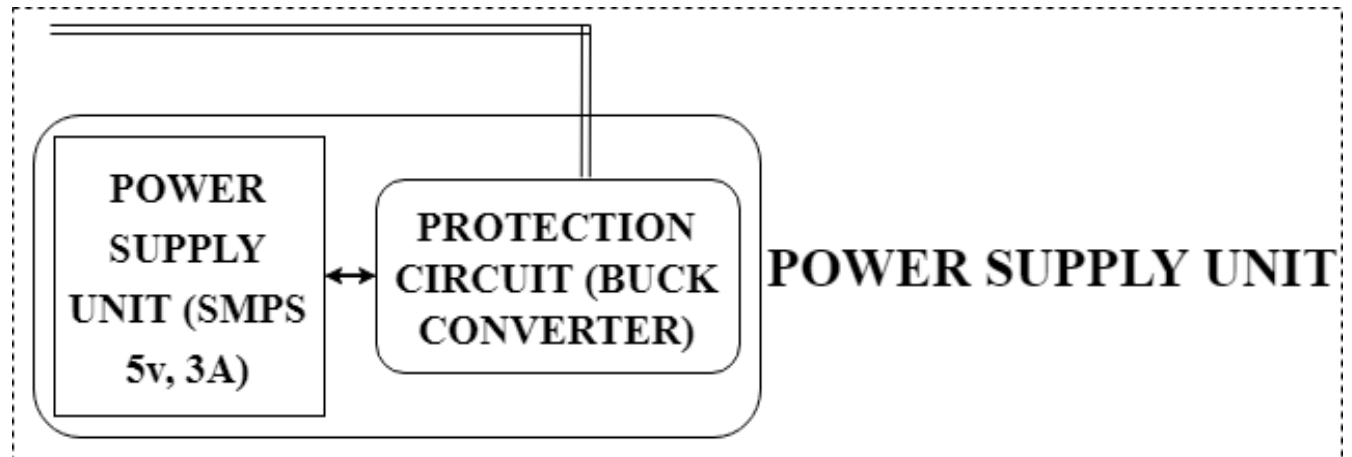 POWER
SUPPLY
UNIT (SMPS
5v, 3A)
PROTECTION
CIRCUIT (BUCK
CONVERTER)
POWER SUPPLY UNIT